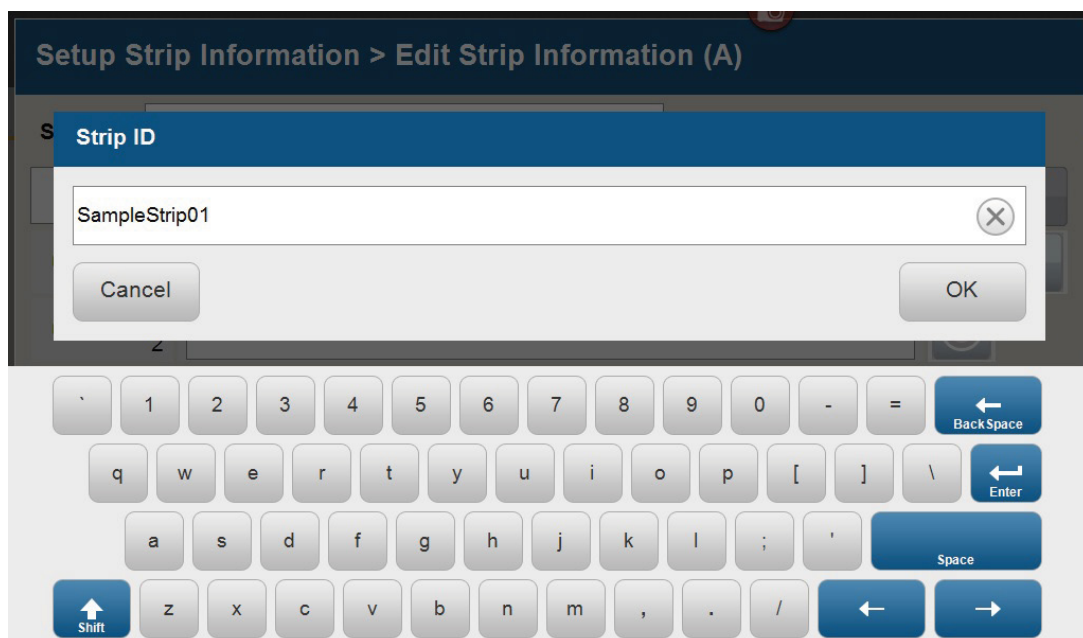 Setup Strip Information > Edit Strip Information (A)
S
Strip ID
SampleStrip01
Cancel OK
2
` 1 2 3 4 5 6 7 8 9 0 - = BackSpace
q w e r t y u i o p [ ] \ Enter
a s d f g h j k l ; ' Space
Shift z x c v b n m , . /